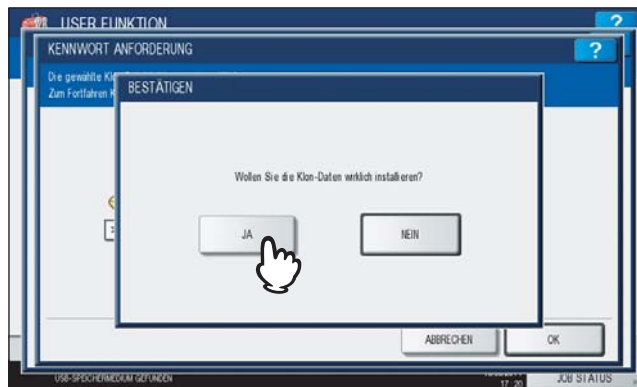 USER FUNKTION
?
KENNWORT ANFORDERUNG
?
Die gewählte
Zum Fortfahren
BESTÄTIGEN
Wollen Sie die Klon-Daten wirklich installieren?
JA
NEIN
ABBRECHEN
OK
USB-SPEICHERMEDIUM GEFUNDEN
17:20
JOB STATUS